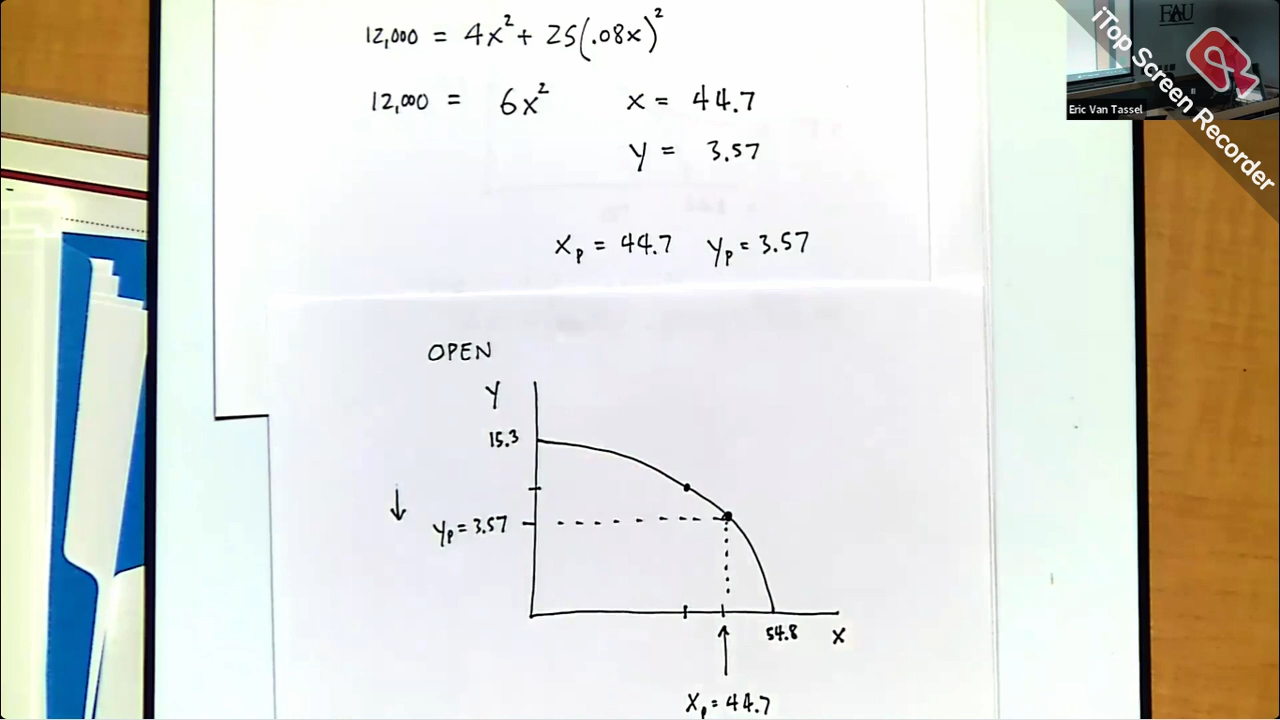 12,000 = 4x² + 25(.08x)²
12,000 = 6x² x = 44.7
y = 3.57
xₚ = 44.7 yₚ = 3.57
OPEN
Y
15.3
yₚ = 3.57
54.8 X
xₚ = 44.7
FAU
Eric Van Tassel
iTop Screen Recorder